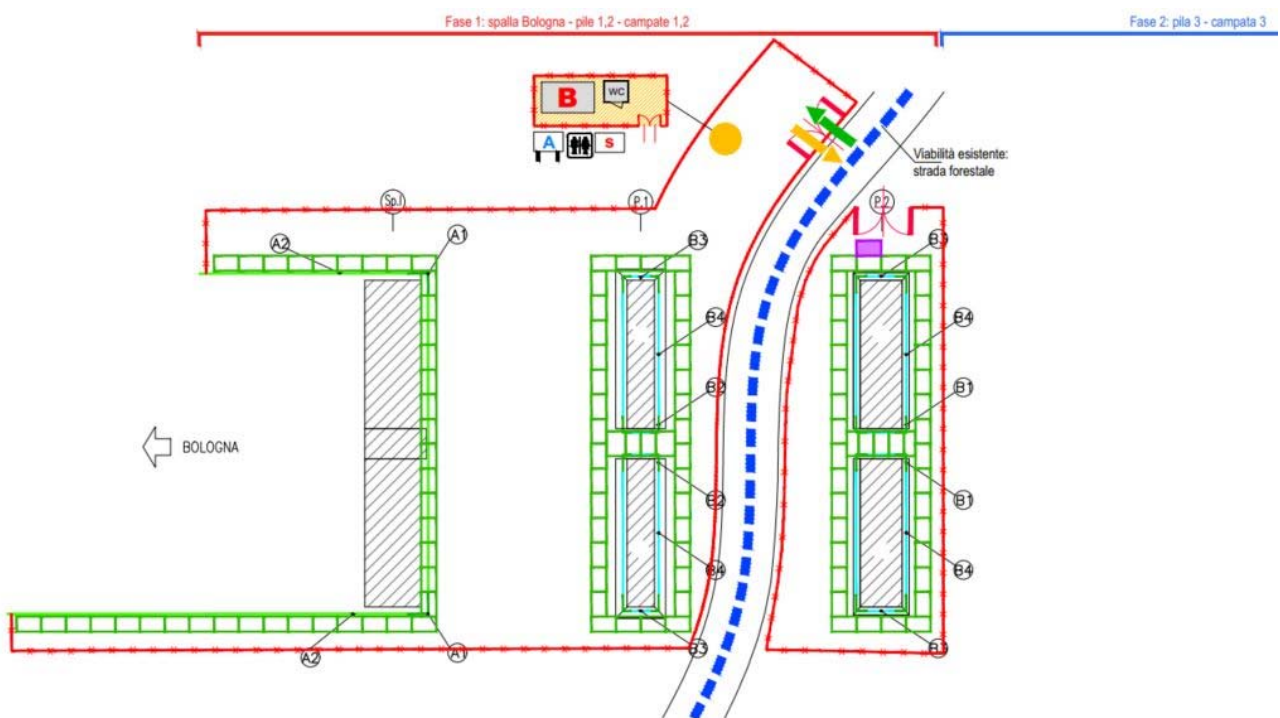 Fase 1: spalla Bologna - pile 1,2 - campate 1,2
Fase 2: pila 3 - campata 3
B
WC
A
s
Viabilità esistente:
strada forestale
Sp.I
P.1
P.2
A2
A1
B3
B3
B4
B4
B2
B1
BOLOGNA
B2
B1
B4
B4
A2
A1
B3
B3